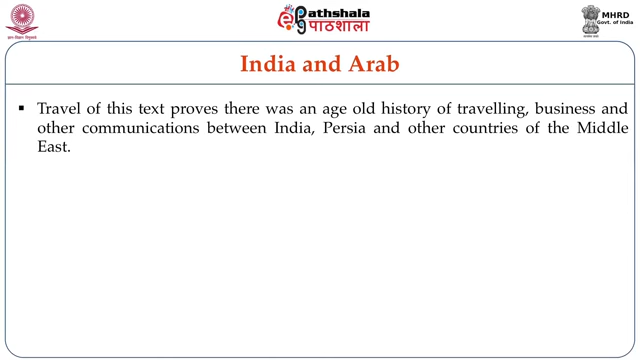 ePathshala
पाठशाला
MHRD
Govt. of India
India and Arab
▪ Travel of this text proves there was an age old history of travelling, business and
other communications between India, Persia and other countries of the Middle
East.